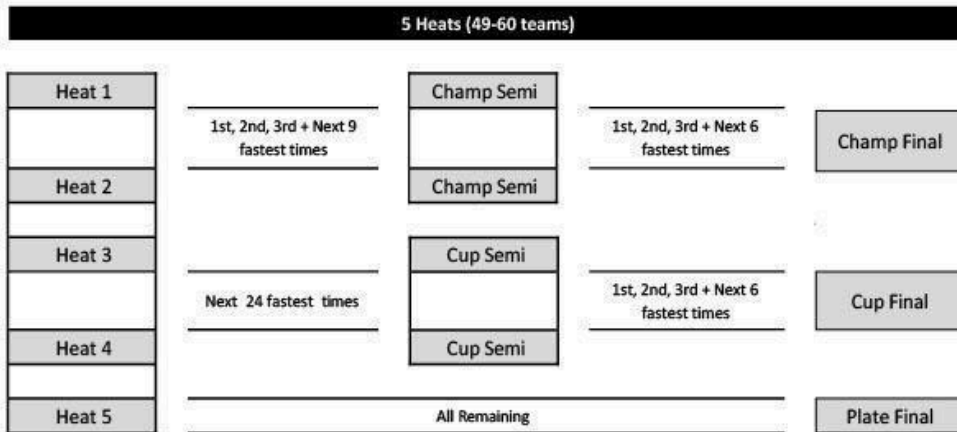 5 Heats (49-60 teams)
Heat 1
Champ Semi
1st, 2nd, 3rd + Next 9
fastest times
1st, 2nd, 3rd + Next 6
fastest times
Champ Final
Heat 2
Champ Semi
Heat 3
Cup Semi
Next 24 fastest times
1st, 2nd, 3rd + Next 6
fastest times
Cup Final
Heat 4
Cup Semi
Heat 5
All Remaining
Plate Final